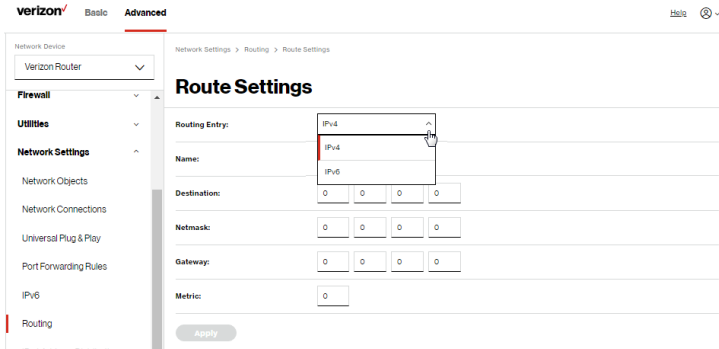 verizon✓ Basic Advanced Help
Network Device
Verizon Router
Firewall
Utilities
Network Settings
Network Objects
Network Connections
Universal Plug & Play
Port Forwarding Rules
IPv6
Routing
Network Settings > Routing > Route Settings
Route Settings
Routing Entry: IPv4
IPv4
IPv6
Name:
Destination: 0 0 0 0
Netmask: 0 0 0 0
Gateway: 0 0 0 0
Metric: 0
Apply